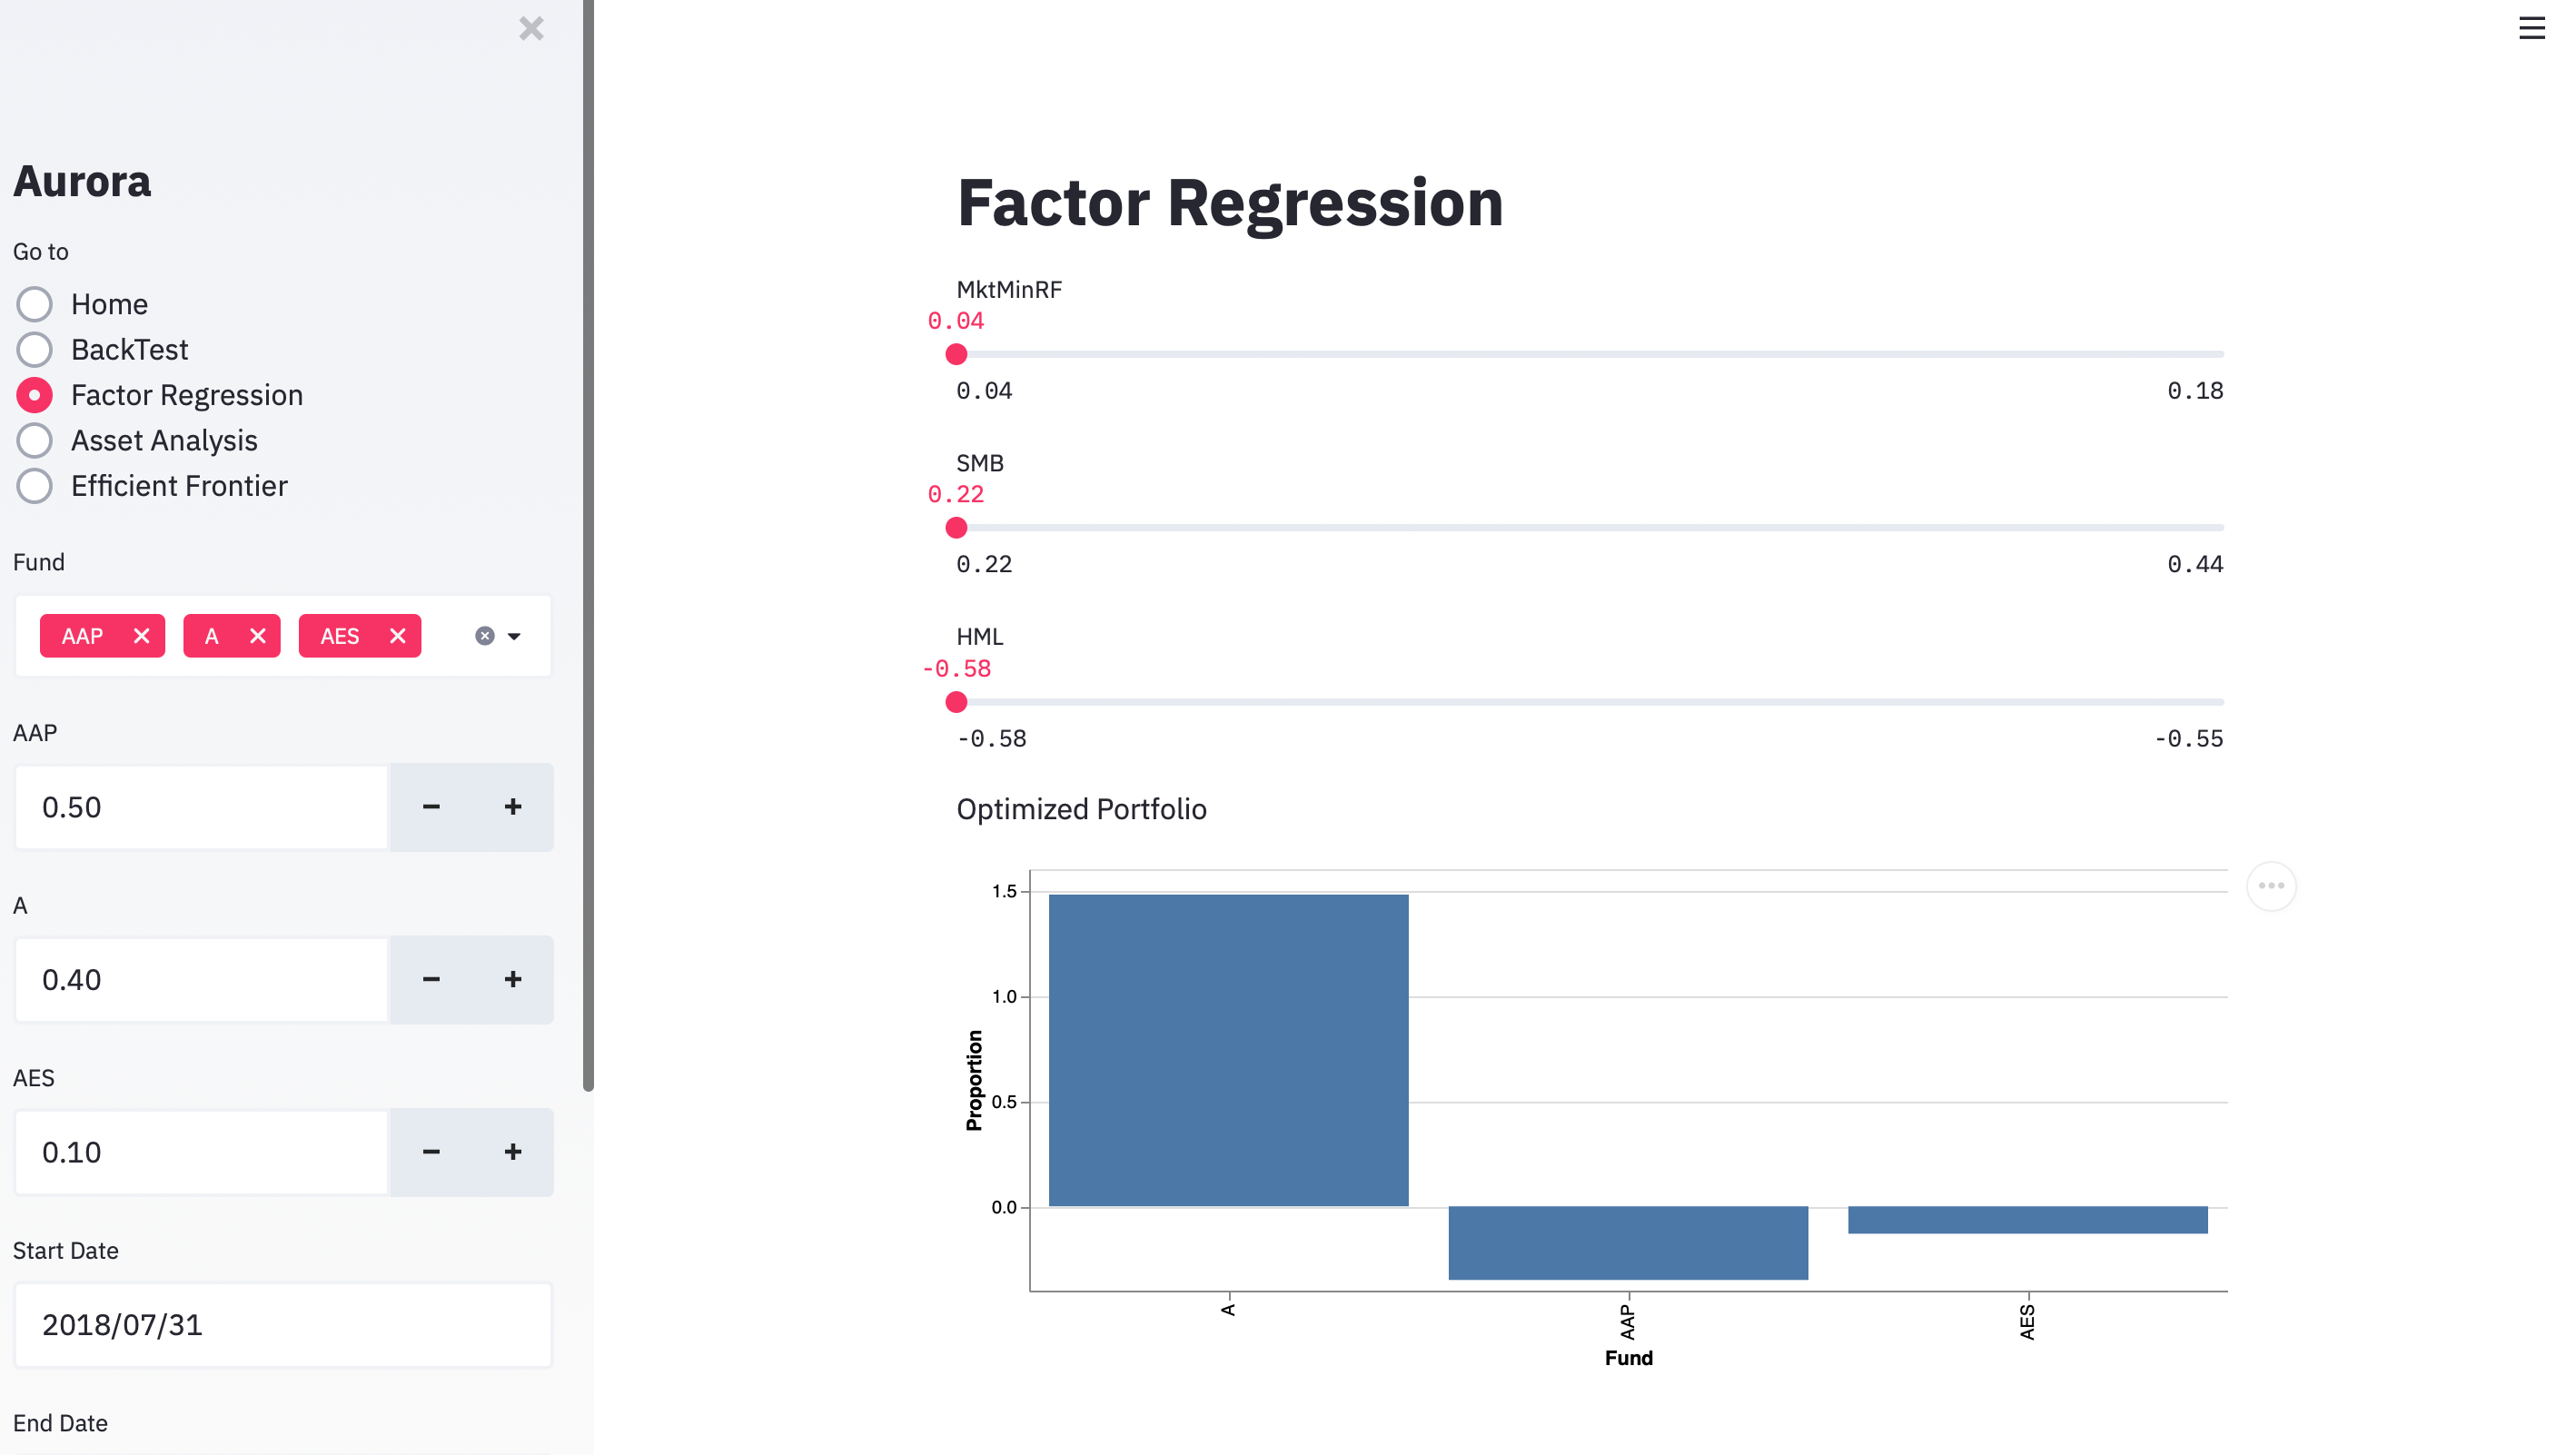 Aurora
Go to
Home
BackTest
Factor Regression
Asset Analysis
Efficient Frontier
Fund
AAP A AES
AAP
0.50
A
0.40
AES
0.10
Start Date
2018/07/31
End Date
Factor Regression
MktMinRF
0.04
0.04 0.18
SMB
0.22
0.22 0.44
HML
-0.58
-0.58 -0.55
Optimized Portfolio
Proportion
1.5
1.0
0.5
0.0
A AAP AES
Fund